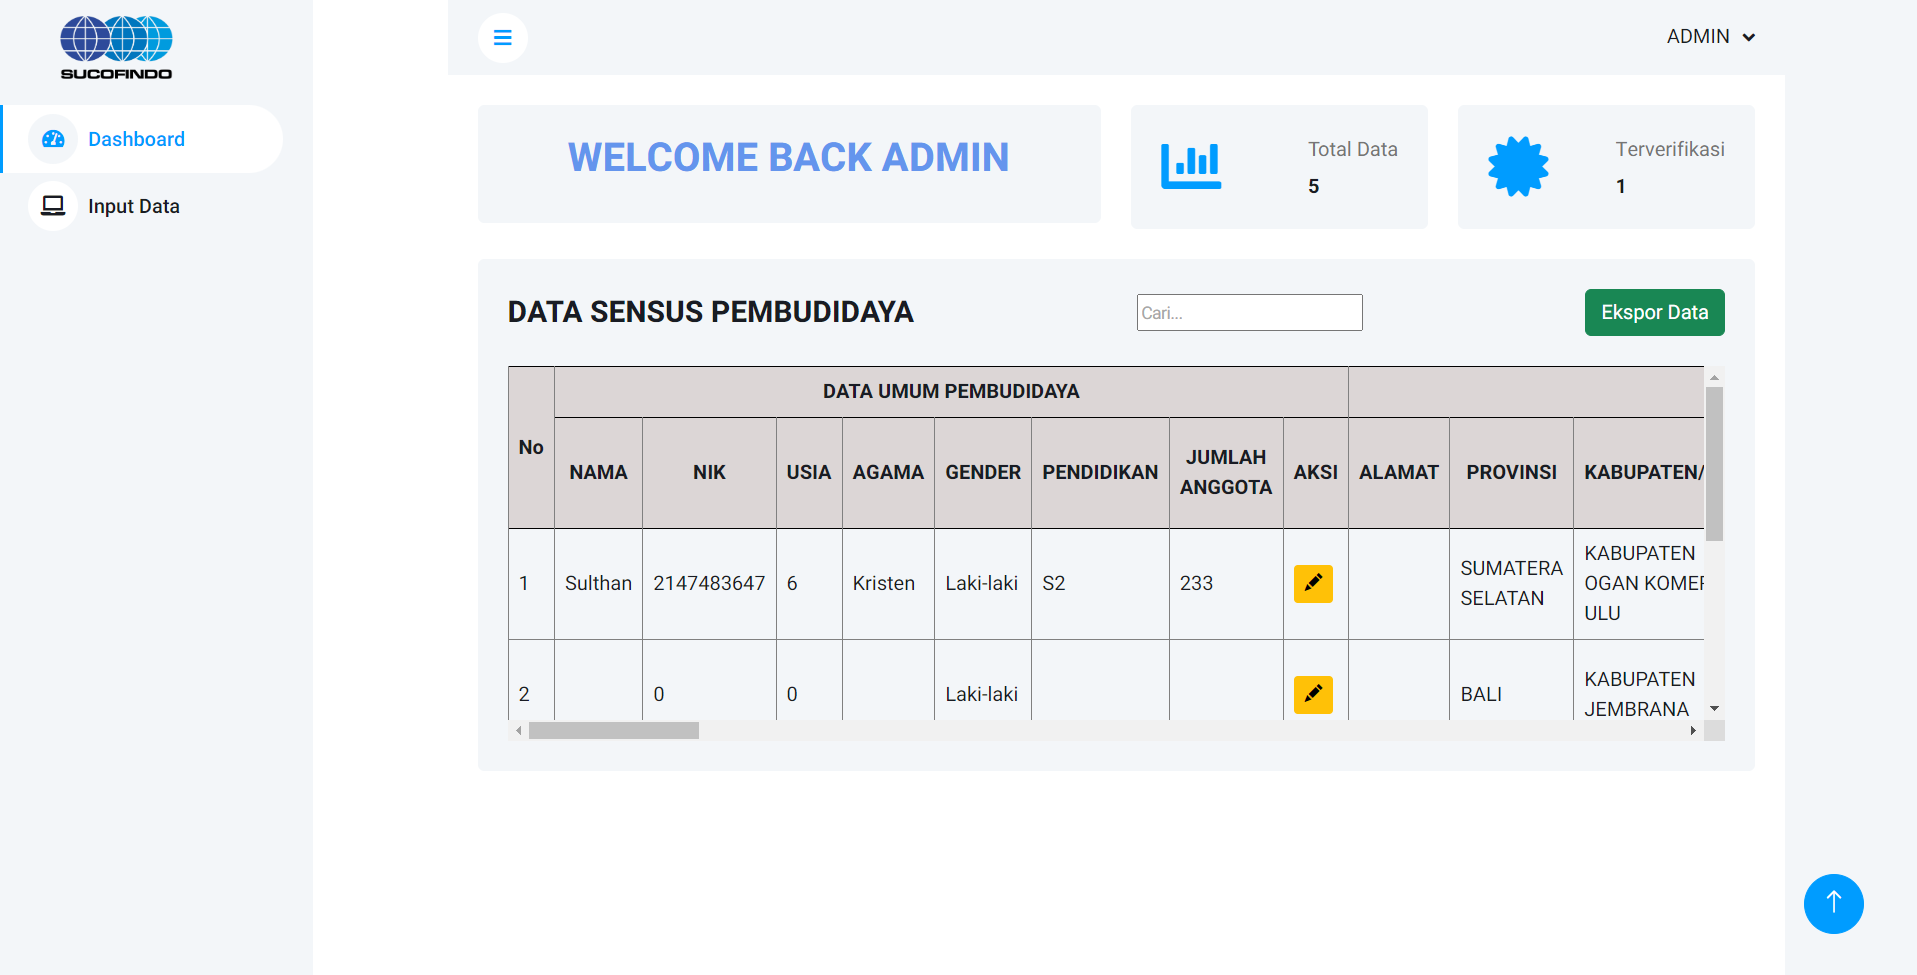 SUCOFINDO
Dashboard
Input Data
ADMIN
WELCOME BACK ADMIN
Total Data
5
Terverifikasi
1
DATA SENSUS PEMBUDIDAYA
Cari...
Ekspor Data
No
DATA UMUM PEMBUDIDAYA
NAMA
NIK
USIA
AGAMA
GENDER
PENDIDIKAN
JUMLAH
ANGGOTA
AKSI
ALAMAT
PROVINSI
KABUPATEN/
1
Sulthan
2147483647
6
Kristen
Laki-laki
S2
233
SUMATERA
SELATAN
KABUPATEN
OGAN KOMER
ULU
2
0
0
Laki-laki
BALI
KABUPATEN
JEMBRANA